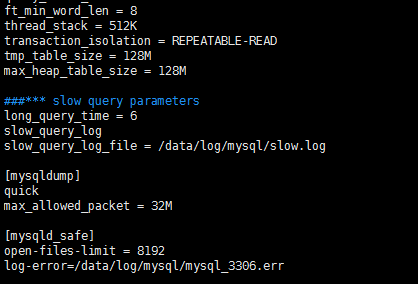 ft_min_word_len = 8
thread_stack = 512K
transaction_isolation = REPEATABLE-READ
tmp_table_size = 128M
max_heap_table_size = 128M
###*** slow query parameters
long_query_time = 6
slow_query_log
slow_query_log_file = /data/log/mysql/slow.log
[mysqldump]
quick
max_allowed_packet = 32M
[mysqld_safe]
open-files-limit = 8192
log-error=/data/log/mysql/mysql_3306.err